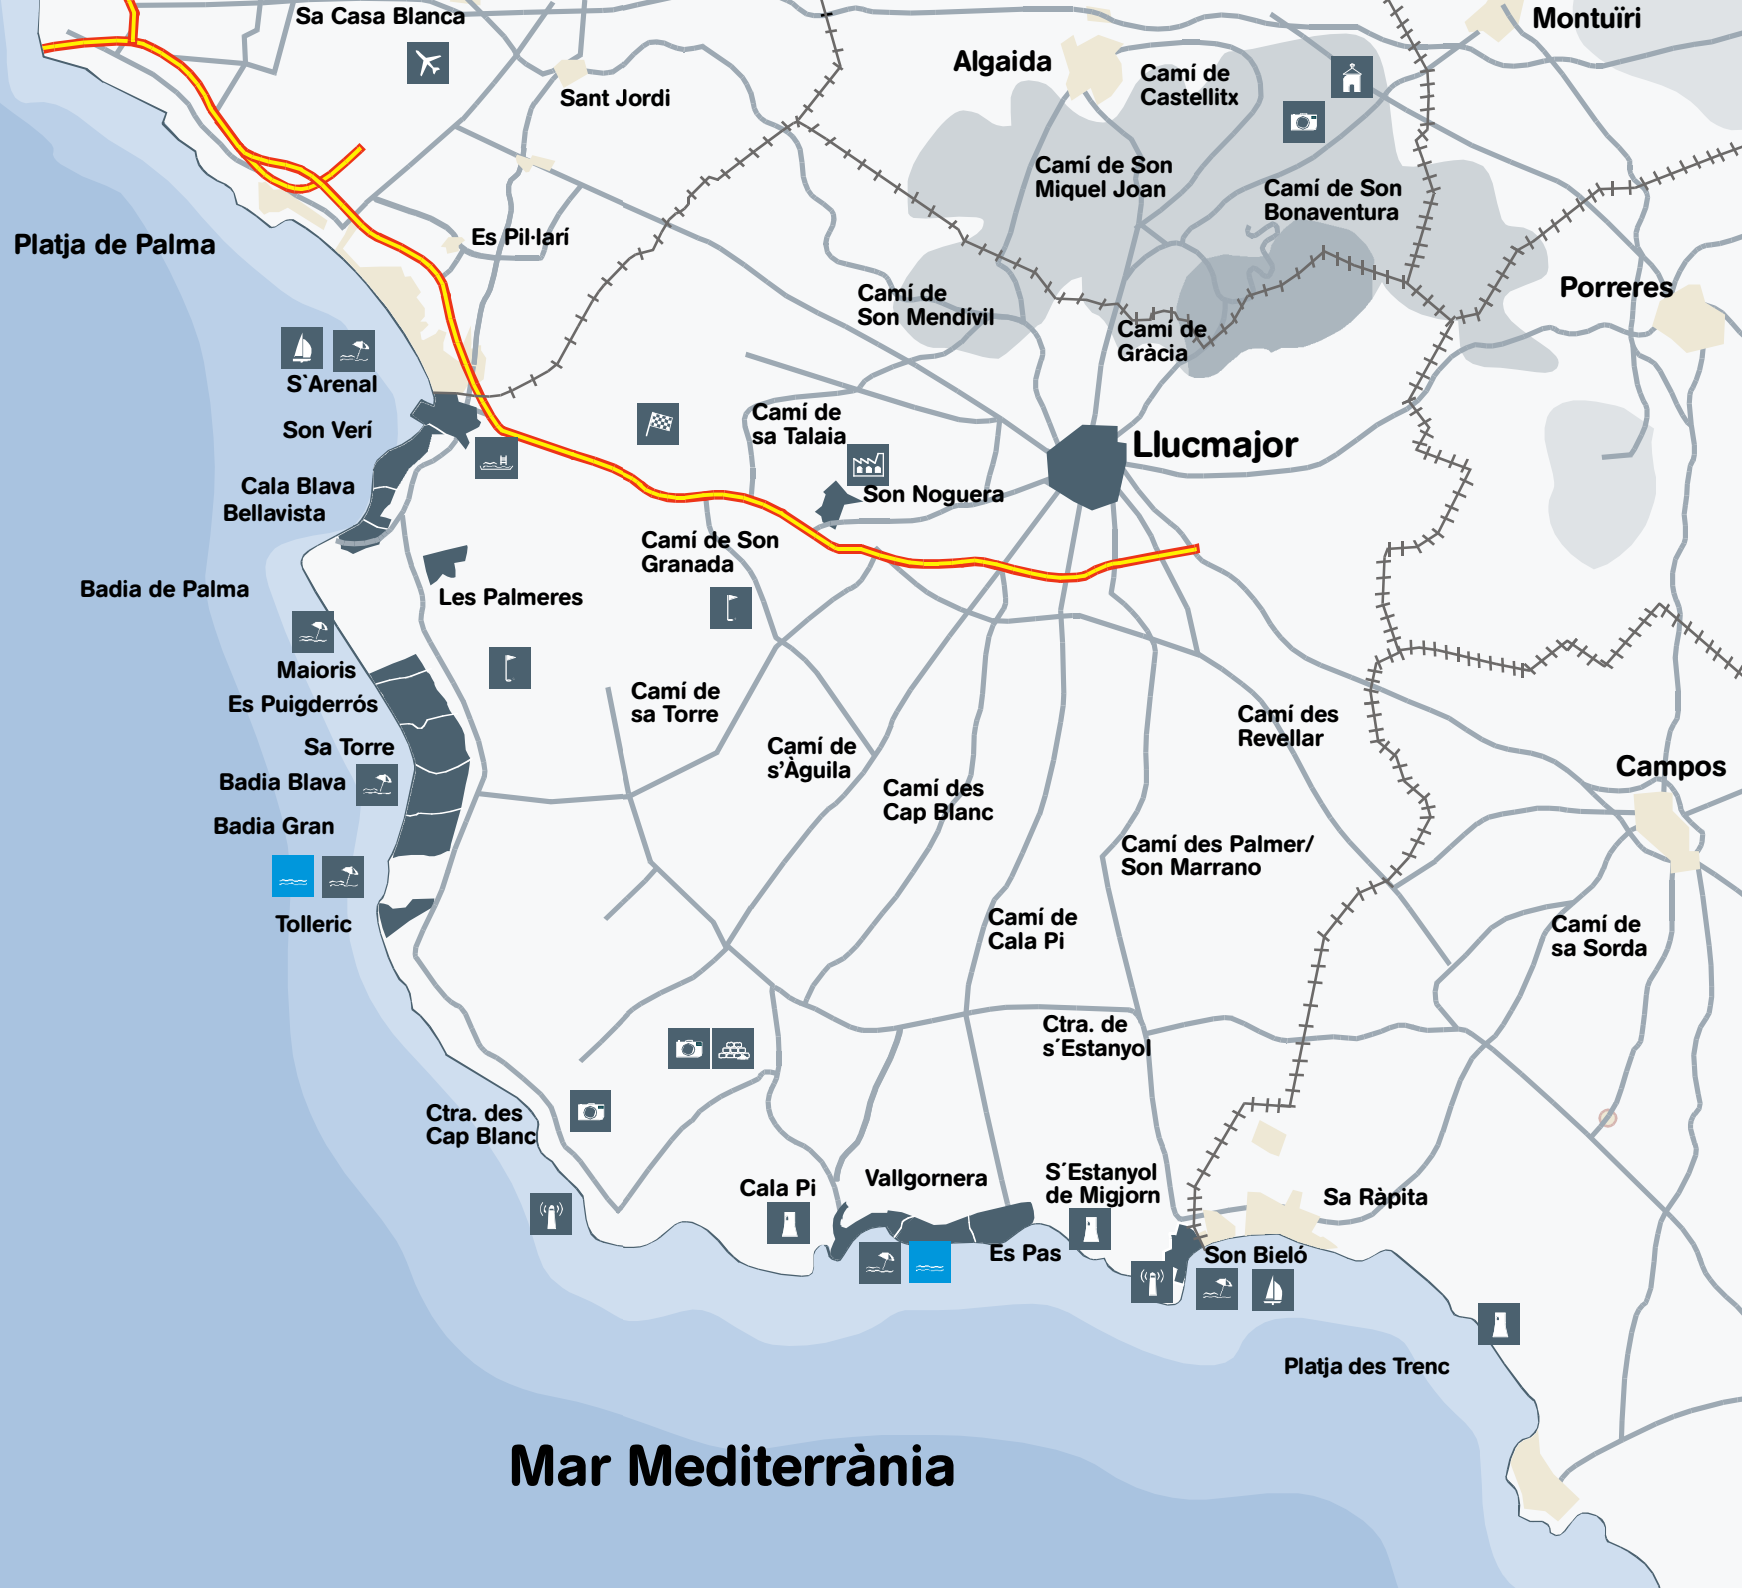 Sa Casa Blanca
Montuïri
Algaida
Camí de
Castellitx
Sant Jordi
Camí de Son
Miquel Joan
Camí de Son
Bonaventura
Platja de Palma
Es Pil·larí
Porreres
Camí de
Son Mendívil
Camí de
Gràcia
S`Arenal
Son Verí
Camí de
sa Talaia
Llucmajor
Cala Blava
Bellavista
Son Noguera
Camí de Son
Granada
Badia de Palma
Les Palmeres
Maioris
Es Puigderrós
Camí de
sa Torre
Camí des
Revellar
Sa Torre
Camí de
s'Àguila
Badia Blava
Campos
Camí des
Cap Blanc
Badia Gran
Camí des Palmer/
Son Marrano
Tolleric
Camí de
Cala Pi
Camí de
sa Sorda
Ctra. de
s´Estanyol
Ctra. des
Cap Blanc
Cala Pi
Vallgornera
S´Estanyol
de Migjorn
Sa Ràpita
Es Pas
Son Bieló
Platja des Trenc
Mar Mediterrània